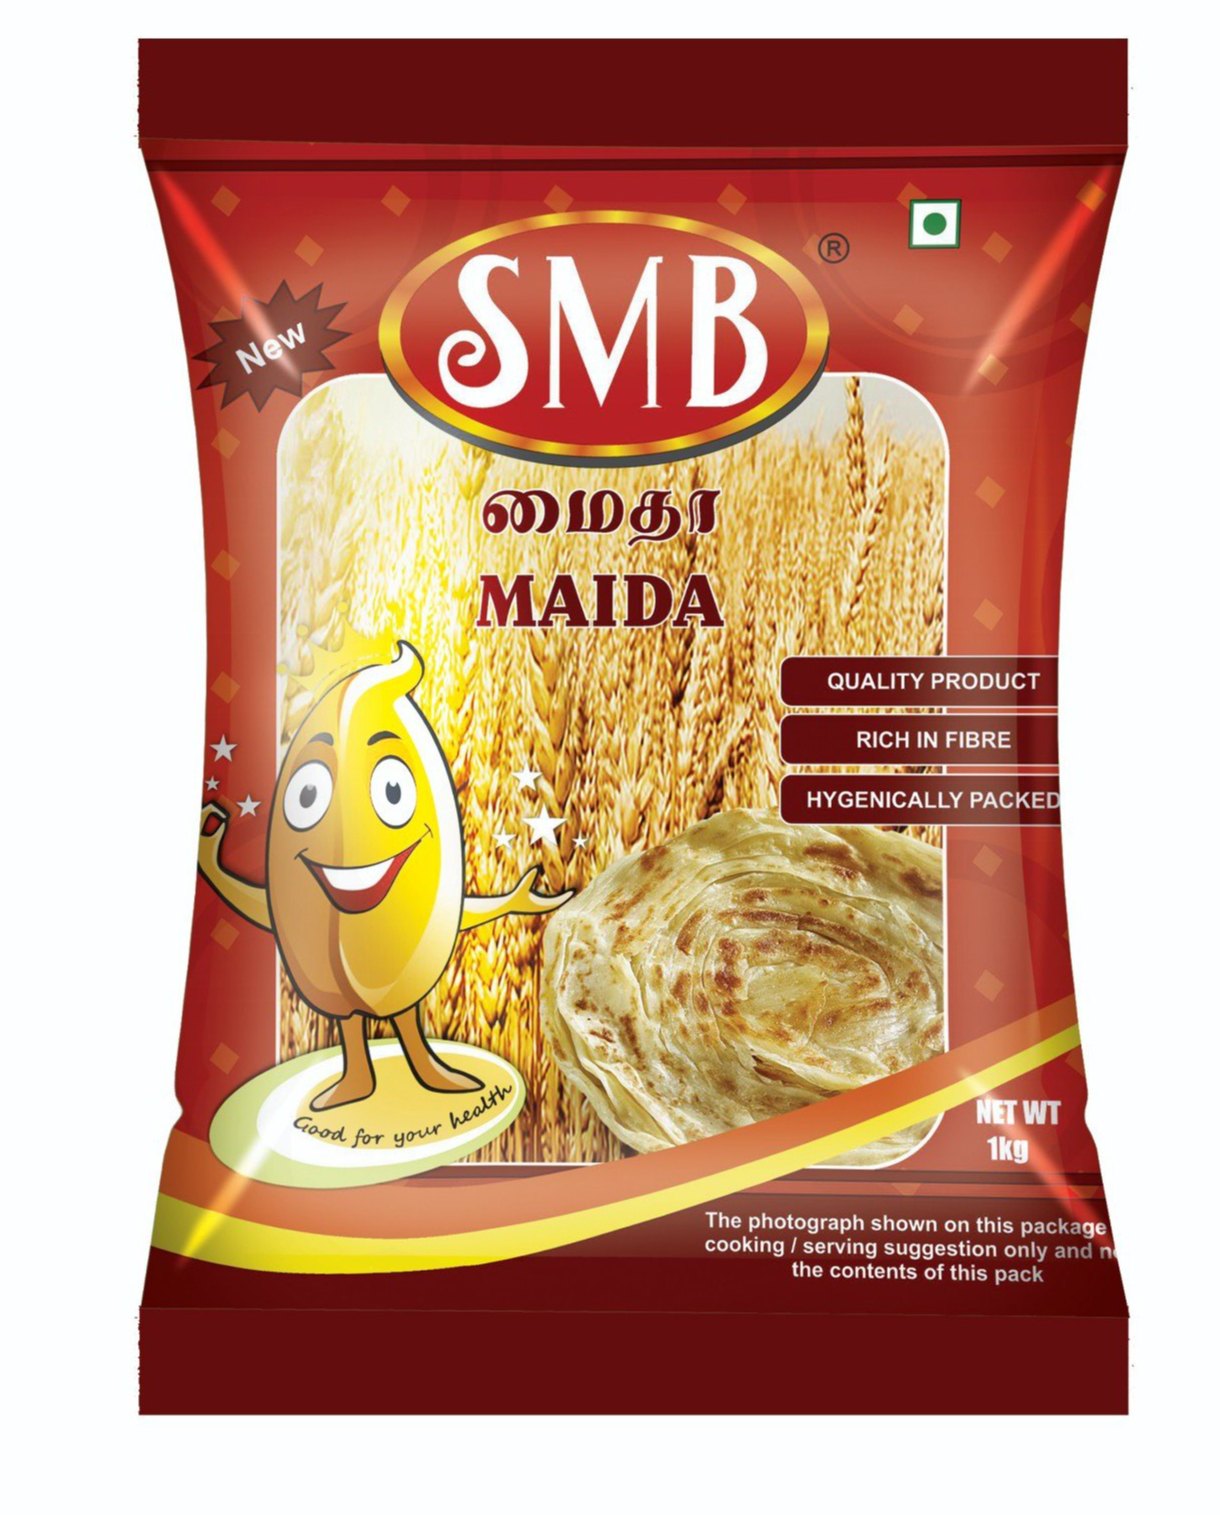 SMB
®
New
மைதா
MAIDA
QUALITY PRODUCT
RICH IN FIBRE
HYGENICALLY PACKED
Good for your health
NET WT
1kg
The photograph shown on this package
cooking / serving suggestion only and
the contents of this pack